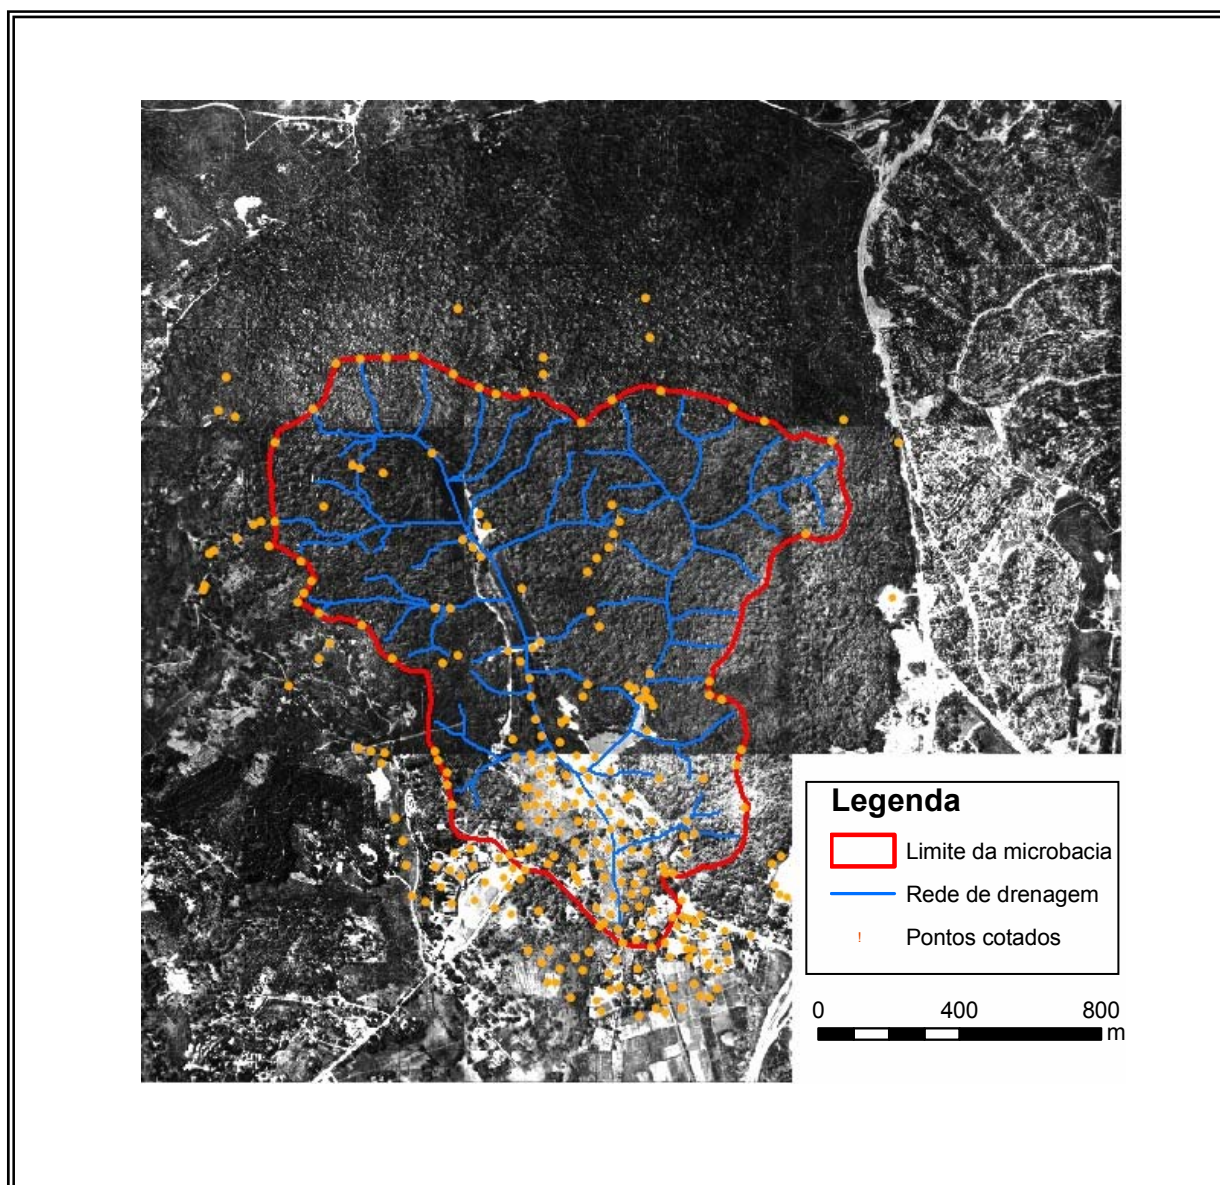 Legenda
Limite da microbacia
Rede de drenagem
! Pontos cotados
0 400 800
m